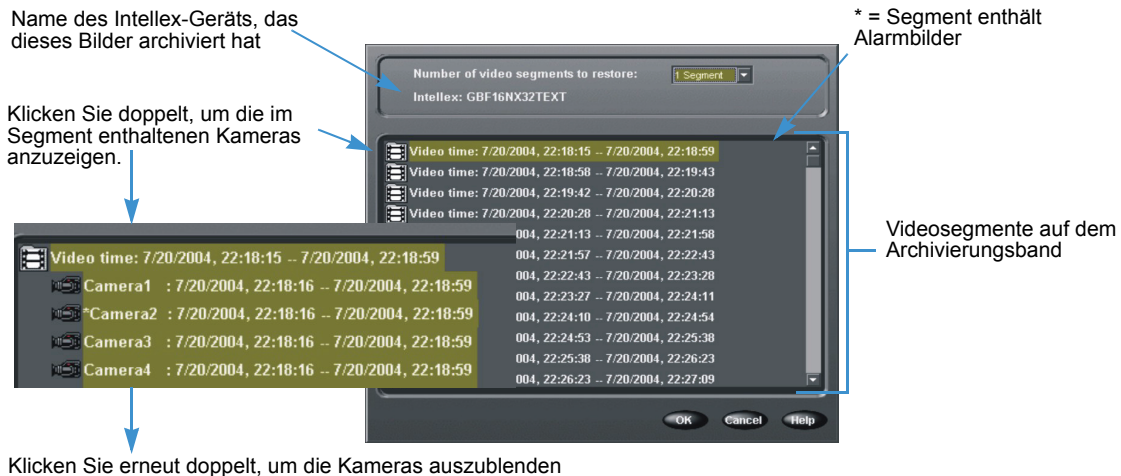 Name des Intellex-Geräts, das
dieses Bilder archiviert hat
* = Segment enthält
Alarmbilder
Number of video segments to restore:
1 Segment
Intellex: GBF16NX32TEXT
Klicken Sie doppelt, um die im
Segment enthaltenen Kameras
anzuzeigen.
Video time: 7/20/2004, 22:18:15 -- 7/20/2004, 22:18:59
Video time: 7/20/2004, 22:18:58 -- 7/20/2004, 22:19:43
Video time: 7/20/2004, 22:19:42 -- 7/20/2004, 22:20:28
Video time: 7/20/2004, 22:20:28 -- 7/20/2004, 22:21:13
004, 22:21:13 -- 7/20/2004, 22:21:58
004, 22:21:57 -- 7/20/2004, 22:22:43
004, 22:22:43 -- 7/20/2004, 22:23:28
004, 22:23:27 -- 7/20/2004, 22:24:11
004, 22:24:10 -- 7/20/2004, 22:24:54
004, 22:24:53 -- 7/20/2004, 22:25:38
004, 22:25:38 -- 7/20/2004, 22:26:23
004, 22:26:23 -- 7/20/2004, 22:27:09
Videosegmente auf dem
Archivierungsband
Video time: 7/20/2004, 22:18:15 -- 7/20/2004, 22:18:59
Camera1 : 7/20/2004, 22:18:16 -- 7/20/2004, 22:18:59
*Camera2 : 7/20/2004, 22:18:16 -- 7/20/2004, 22:18:59
Camera3 : 7/20/2004, 22:18:16 -- 7/20/2004, 22:18:59
Camera4 : 7/20/2004, 22:18:16 -- 7/20/2004, 22:18:59
OK Cancel Help
Klicken Sie erneut doppelt, um die Kameras auszublenden